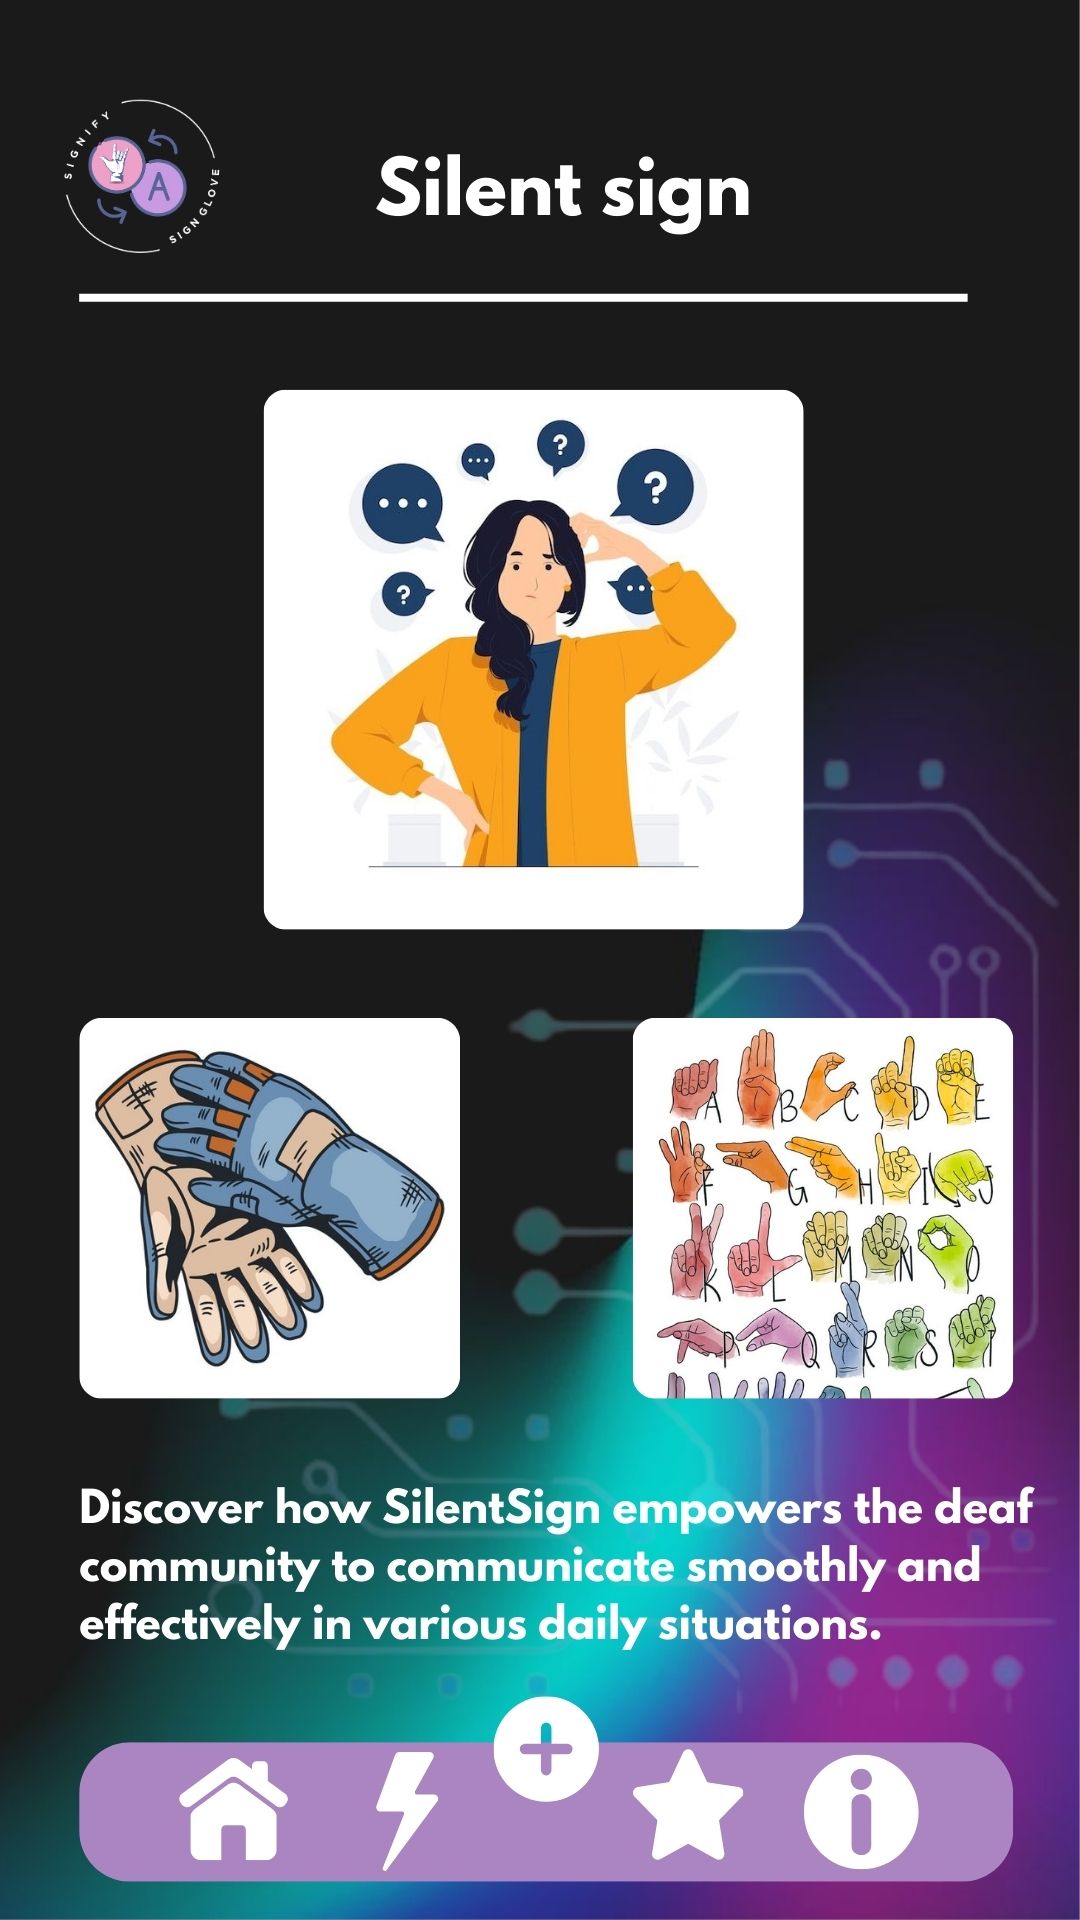 SIGNIFY
A
SIGN GLOVE
Silent sign
...
...
?
?
?
...
A B C D E
F G H I J
K L M N O
P Q R S T
Discover how SilentSign empowers the deaf
community to communicate smoothly and
effectively in various daily situations.